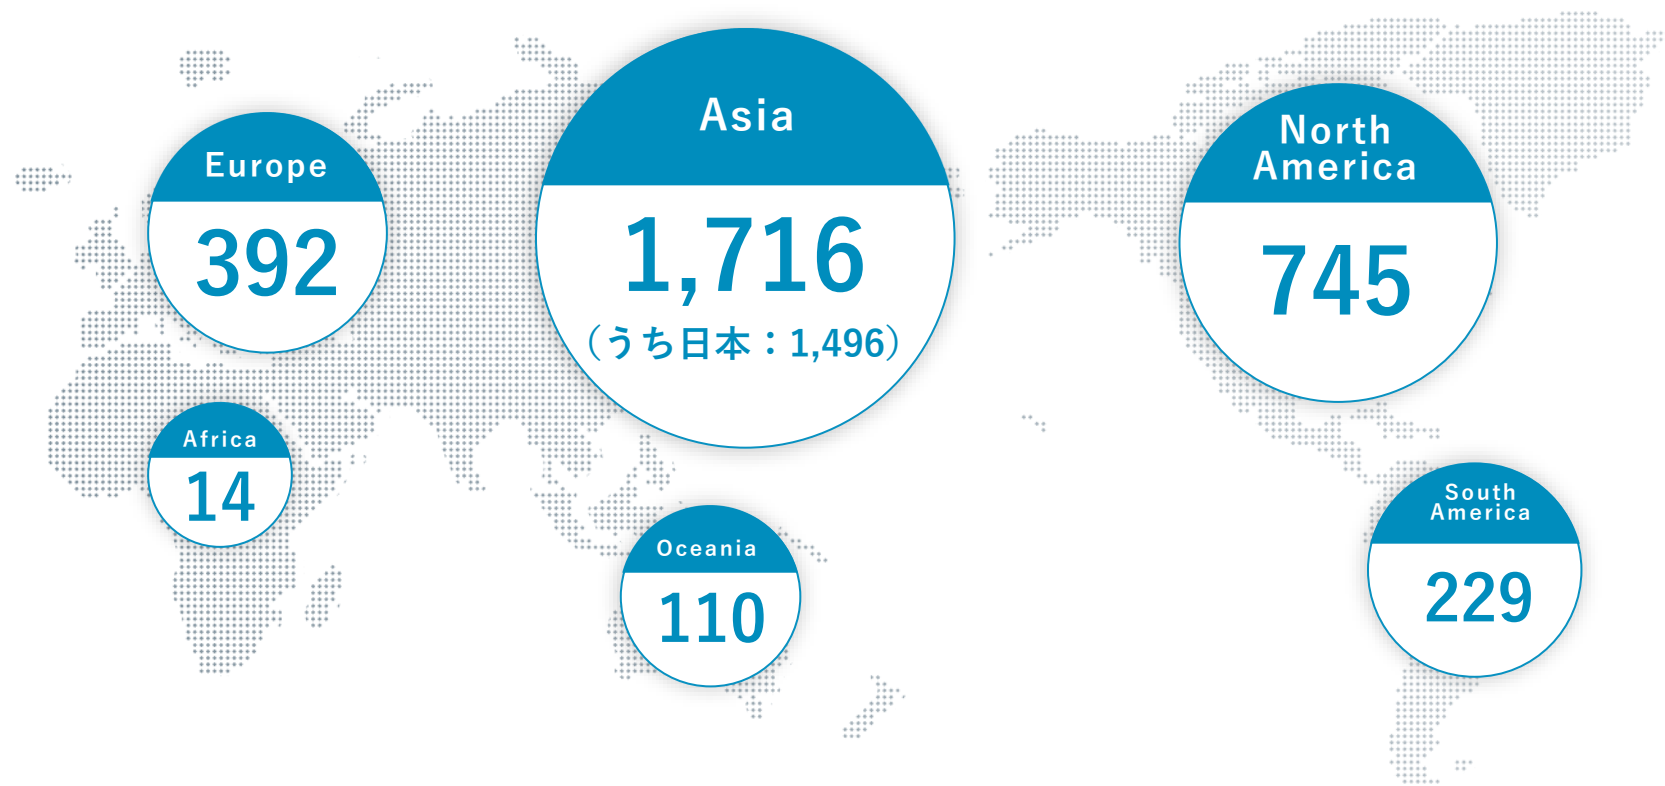 Asia
1,716
（うち日本：1,496）
North
America
745
Europe
392
Africa
14
Oceania
110
South
America
229